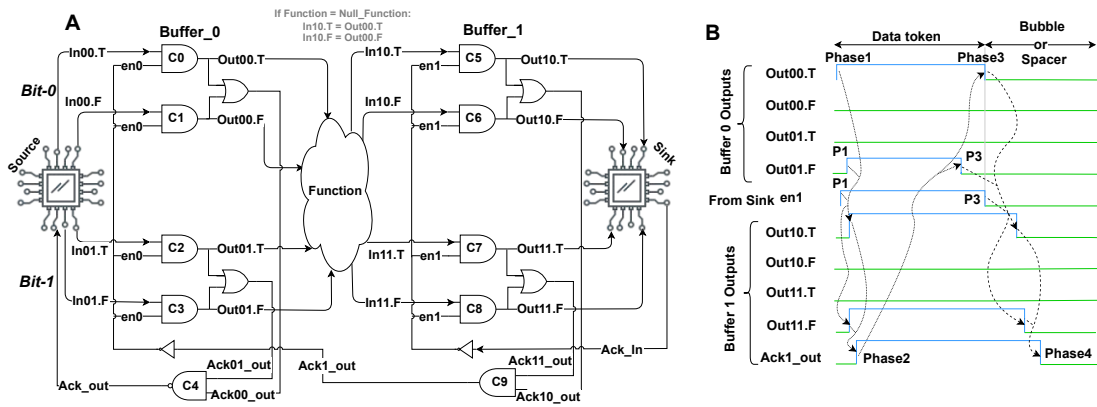 A
If Function = Null_Function:
In10.T = Out00.T
In10.F = Out00.F
Buffer_0
Buffer_1
In00.T
en0
C0
Out00.T
In10.T
en1
C5
Out10.T
Bit-0
In00.F
en0
C1
Out00.F
In10.F
en1
C6
Out10.F
Source
Function
Sink
In01.T
en0
C2
Out01.T
In11.T
en1
C7
Out11.T
Bit-1
In01.F
en0
C3
Out01.F
In11.F
en1
C8
Out11.F
Ack_out
C4
Ack01_out
Ack00_out
Ack1_out
C9
Ack11_out
Ack10_out
Ack_In
B
Data token
Bubble
or
Spacer
Phase1
Phase3
Buffer 0 Outputs
Out00.T
Out00.F
Out01.T
P1
P3
Out01.F
P1
From Sink en1
P3
Buffer 1 Outputs
Out10.T
Out10.F
Out11.T
Out11.F
Ack1_out
Phase2
Phase4